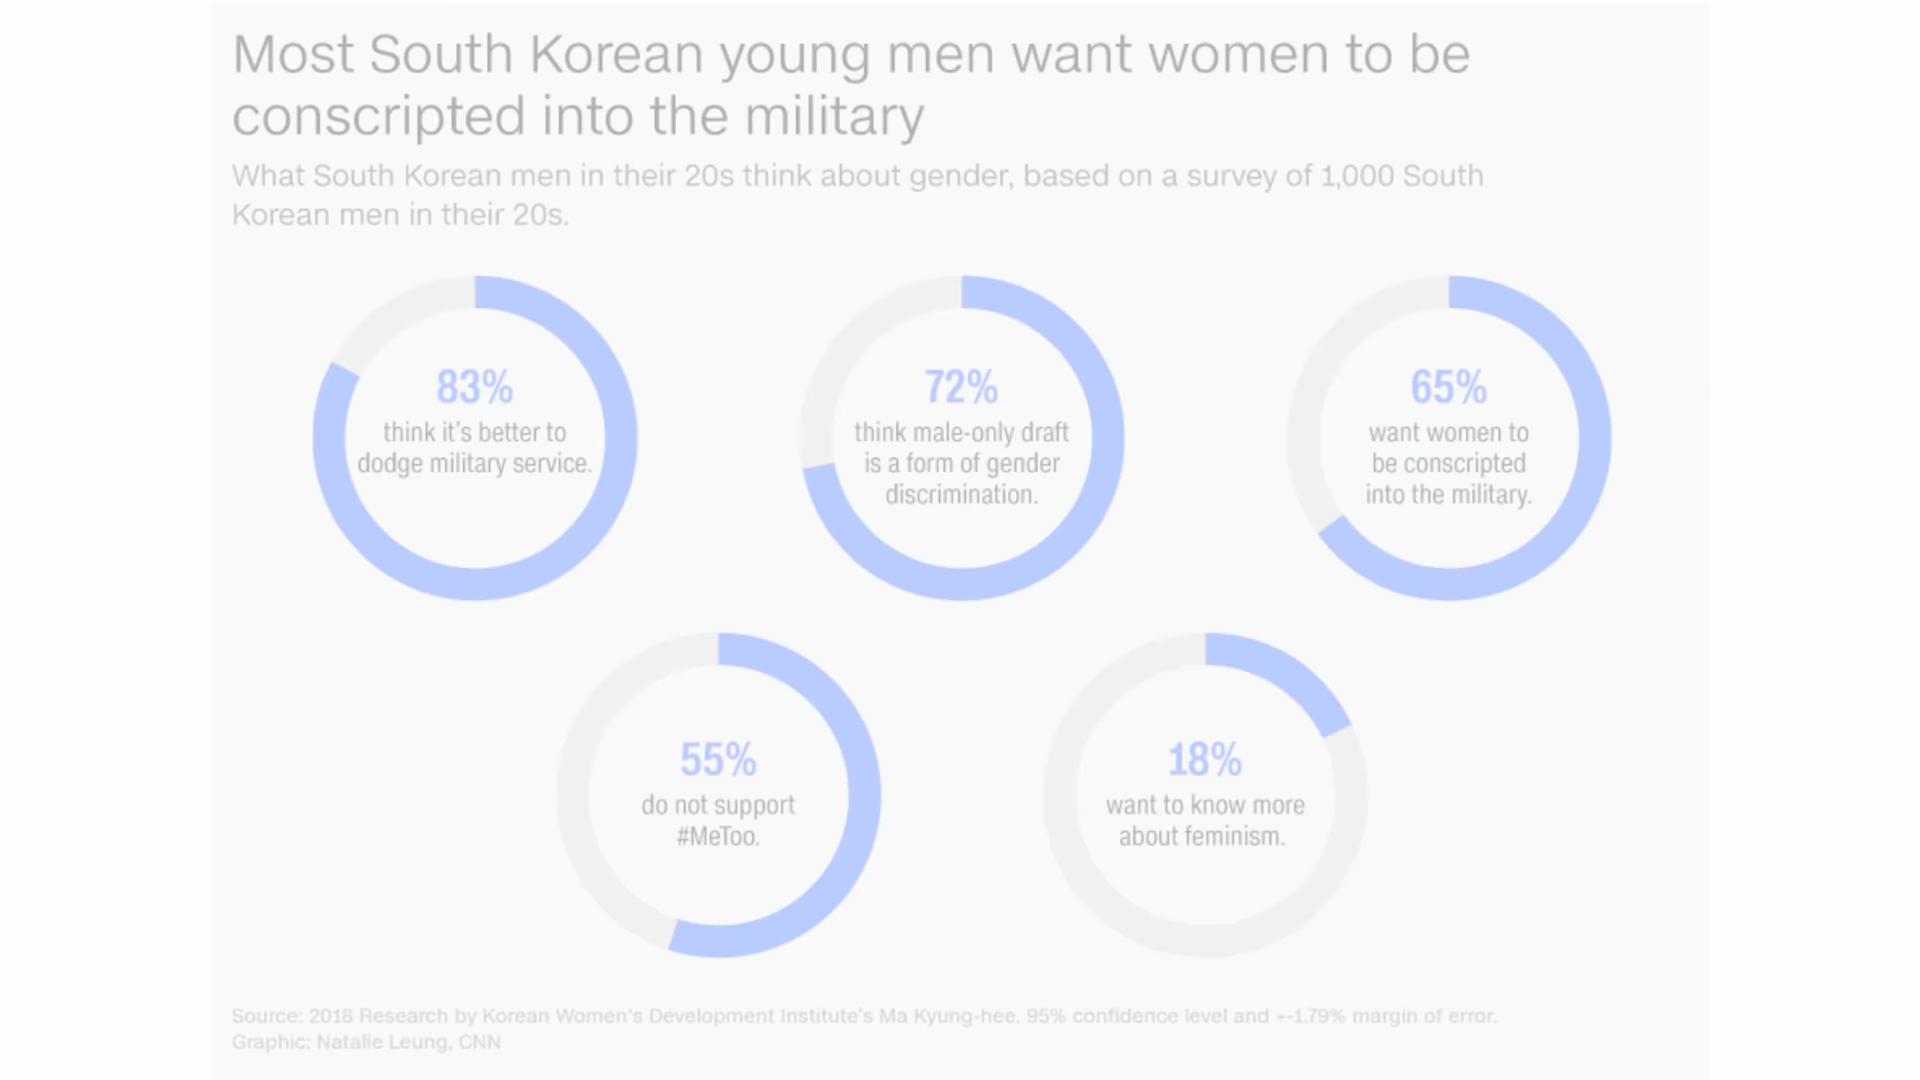 Most South Korean young men want women to be
conscripted into the military
What South Korean men in their 20s think about gender, based on a survey of 1,000 South
Korean men in their 20s.
83%
think it's better to
dodge military service.
72%
think male-only draft
is a form of gender
discrimination.
65%
want women to
be conscripted
into the military.
55%
do not support
#MeToo.
18%
want to know more
about feminism.
Source: 2018 Research by Korean Women's Development Institute's Ma Kyung-hee. 95% confidence level and +-1.79% margin of error.
Graphic: Natalie Leung, CNN